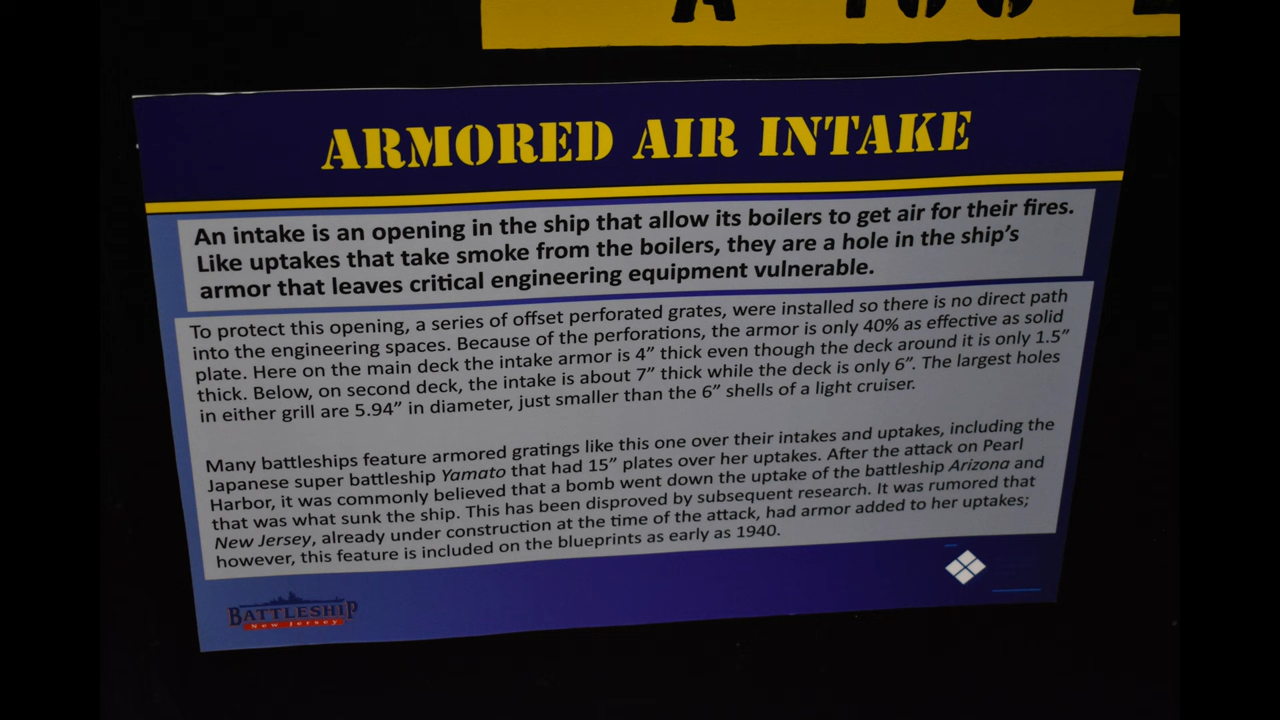 ARMORED AIR INTAKE
An intake is an opening in the ship that allow its boilers to get air for their fires.
Like uptakes that take smoke from the boilers, they are a hole in the ship's
armor that leaves critical engineering equipment vulnerable.
To protect this opening, a series of offset perforated grates, were installed so there is no direct path
into the engineering spaces. Because of the perforations, the armor is only 40% as effective as solid
plate. Here on the main deck the intake armor is 4" thick even though the deck around it is only 1.5"
thick. Below, on second deck, the intake is about 7" thick while the deck is only 6". The largest holes
in either grill are 5.94" in diameter, just smaller than the 6" shells of a light cruiser.
Many battleships feature armored gratings like this one over their intakes and uptakes, including the
Japanese super battleship Yamato that had 15" plates over her uptakes. After the attack on Pearl
Harbor, it was commonly believed that a bomb went down the uptake of the battleship Arizona and
that was what sunk the ship. This has been disproved by subsequent research. It was rumored that
New Jersey, already under construction at the time of the attack, had armor added to her uptakes;
however, this feature is included on the blueprints as early as 1940.
BATTLESHIP
New Jersey